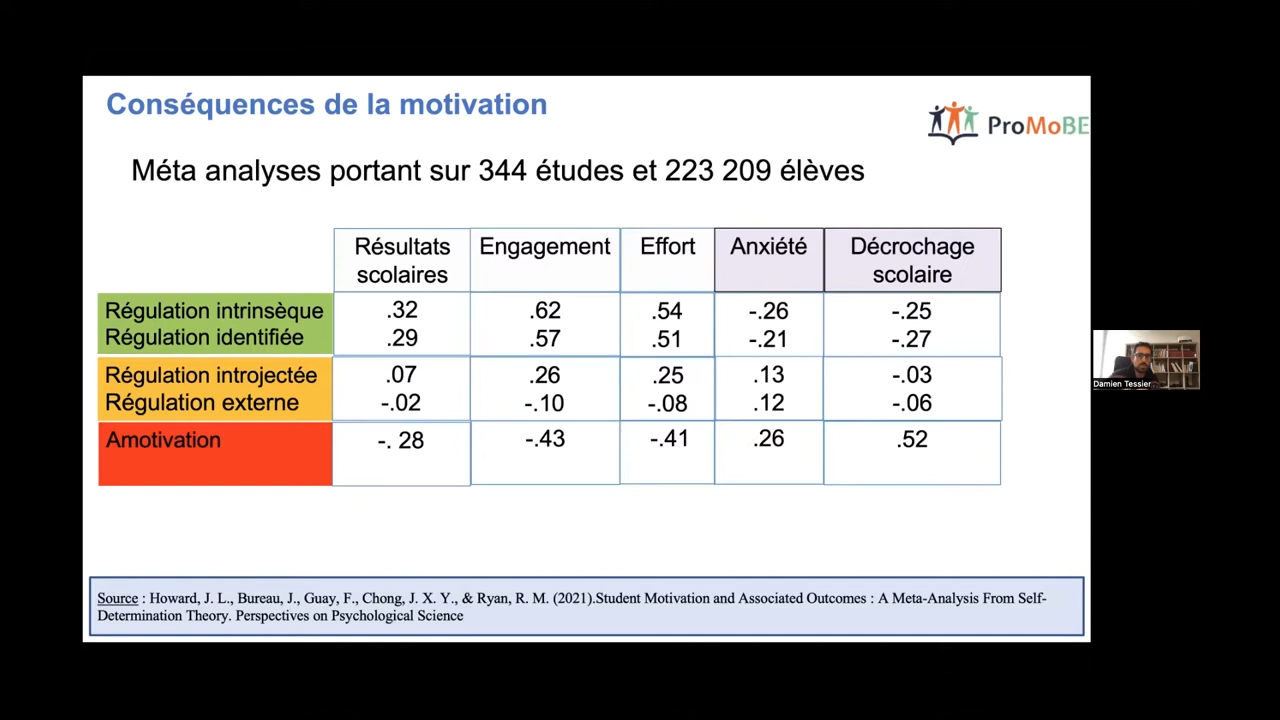 Conséquences de la motivation
ProMoBE
Méta analyses portant sur 344 études et 223 209 élèves
Résultats scolaires Engagement Effort Anxiété Décrochage scolaire
Régulation intrinsèque .32 .62 .54 -.26 -.25
Régulation identifiée .29 .57 .51 -.21 -.27
Régulation introjectée .07 .26 .25 .13 -.03
Régulation externe -.02 -.10 -.08 .12 -.06
Amotivation -. 28 -.43 -.41 .26 .52
Damien Tessier
Source : Howard, J. L., Bureau, J., Guay, F., Chong, J. X. Y., & Ryan, R. M. (2021).Student Motivation and Associated Outcomes : A Meta-Analysis From Self-
Determination Theory. Perspectives on Psychological Science